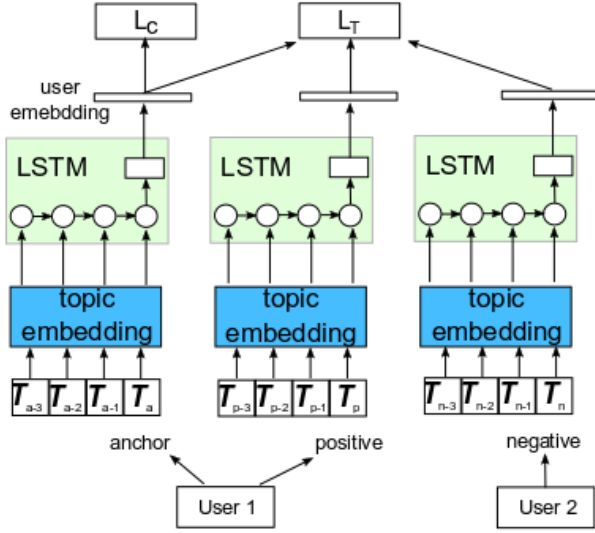 L_C
L_T
user
emebdding
LSTM
LSTM
LSTM
topic
embedding
topic
embedding
topic
embedding
T_a-3 T_a-2 T_a-1 T_a
T_p-3 T_p-2 T_p-1 T_p
T_n-3 T_n-2 T_n-1 T_n
anchor
positive
negative
User 1
User 2